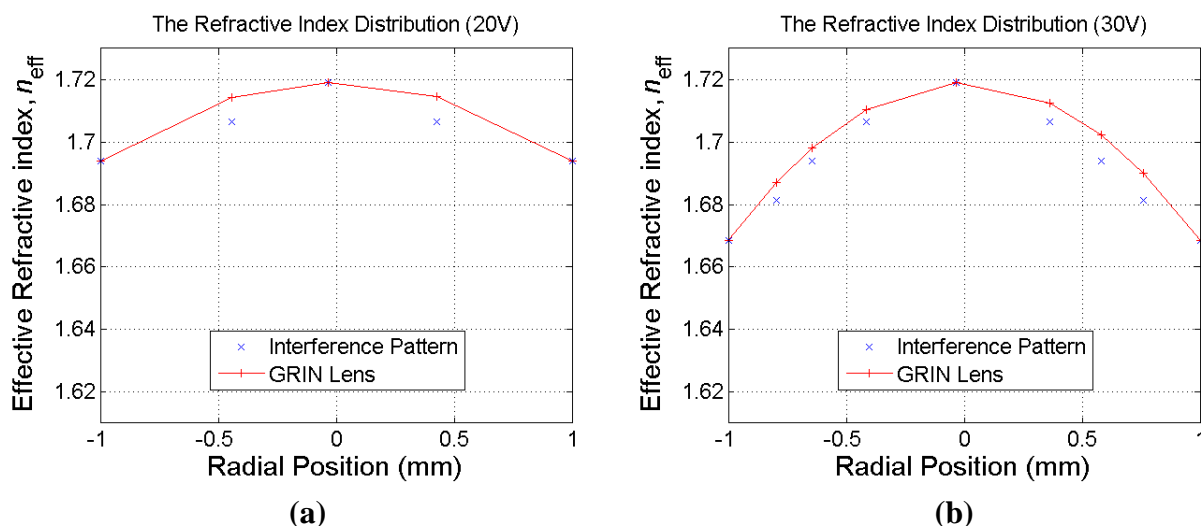 The Refractive Index Distribution (20V)
Effective Refractive index, n_eff
1.72
1.7
1.68
1.66
1.64
1.62
Interference Pattern
GRIN Lens
-1
-0.5
0
0.5
1
Radial Position (mm)
(a)
The Refractive Index Distribution (30V)
Effective Refractive Index, n_eff
1.72
1.7
1.68
1.66
1.64
1.62
Interference Pattern
GRIN Lens
-1
-0.5
0
0.5
1
Radial Position (mm)
(b)